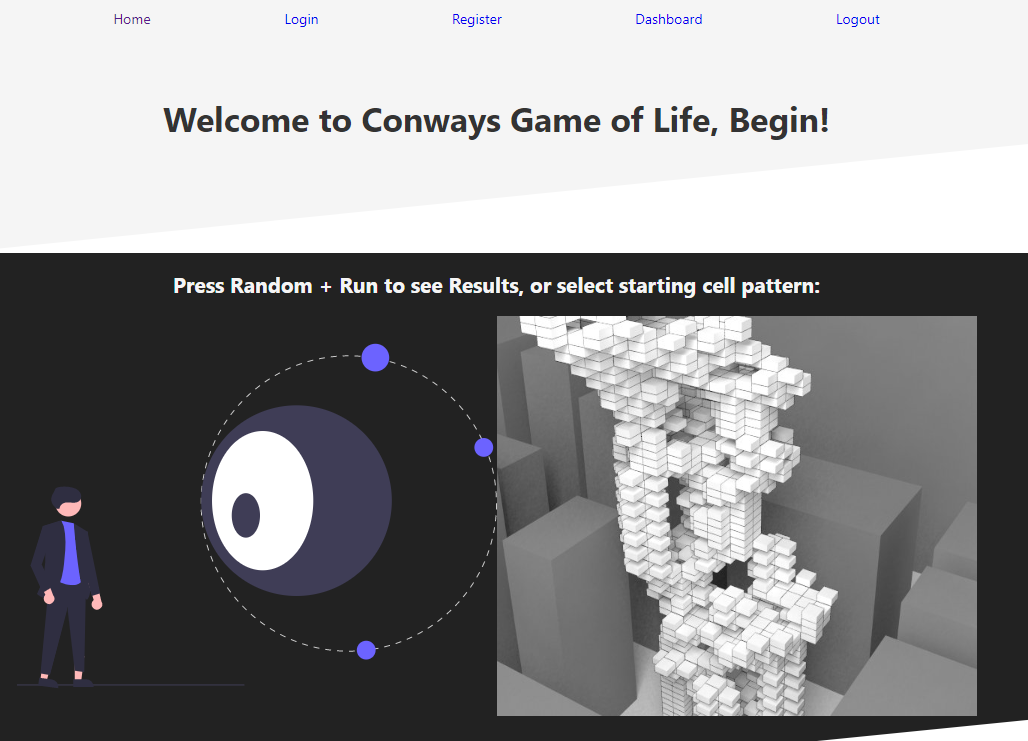 Home Login Register Dashboard Logout
Welcome to Conways Game of Life, Begin!
Press Random + Run to see Results, or select starting cell pattern: